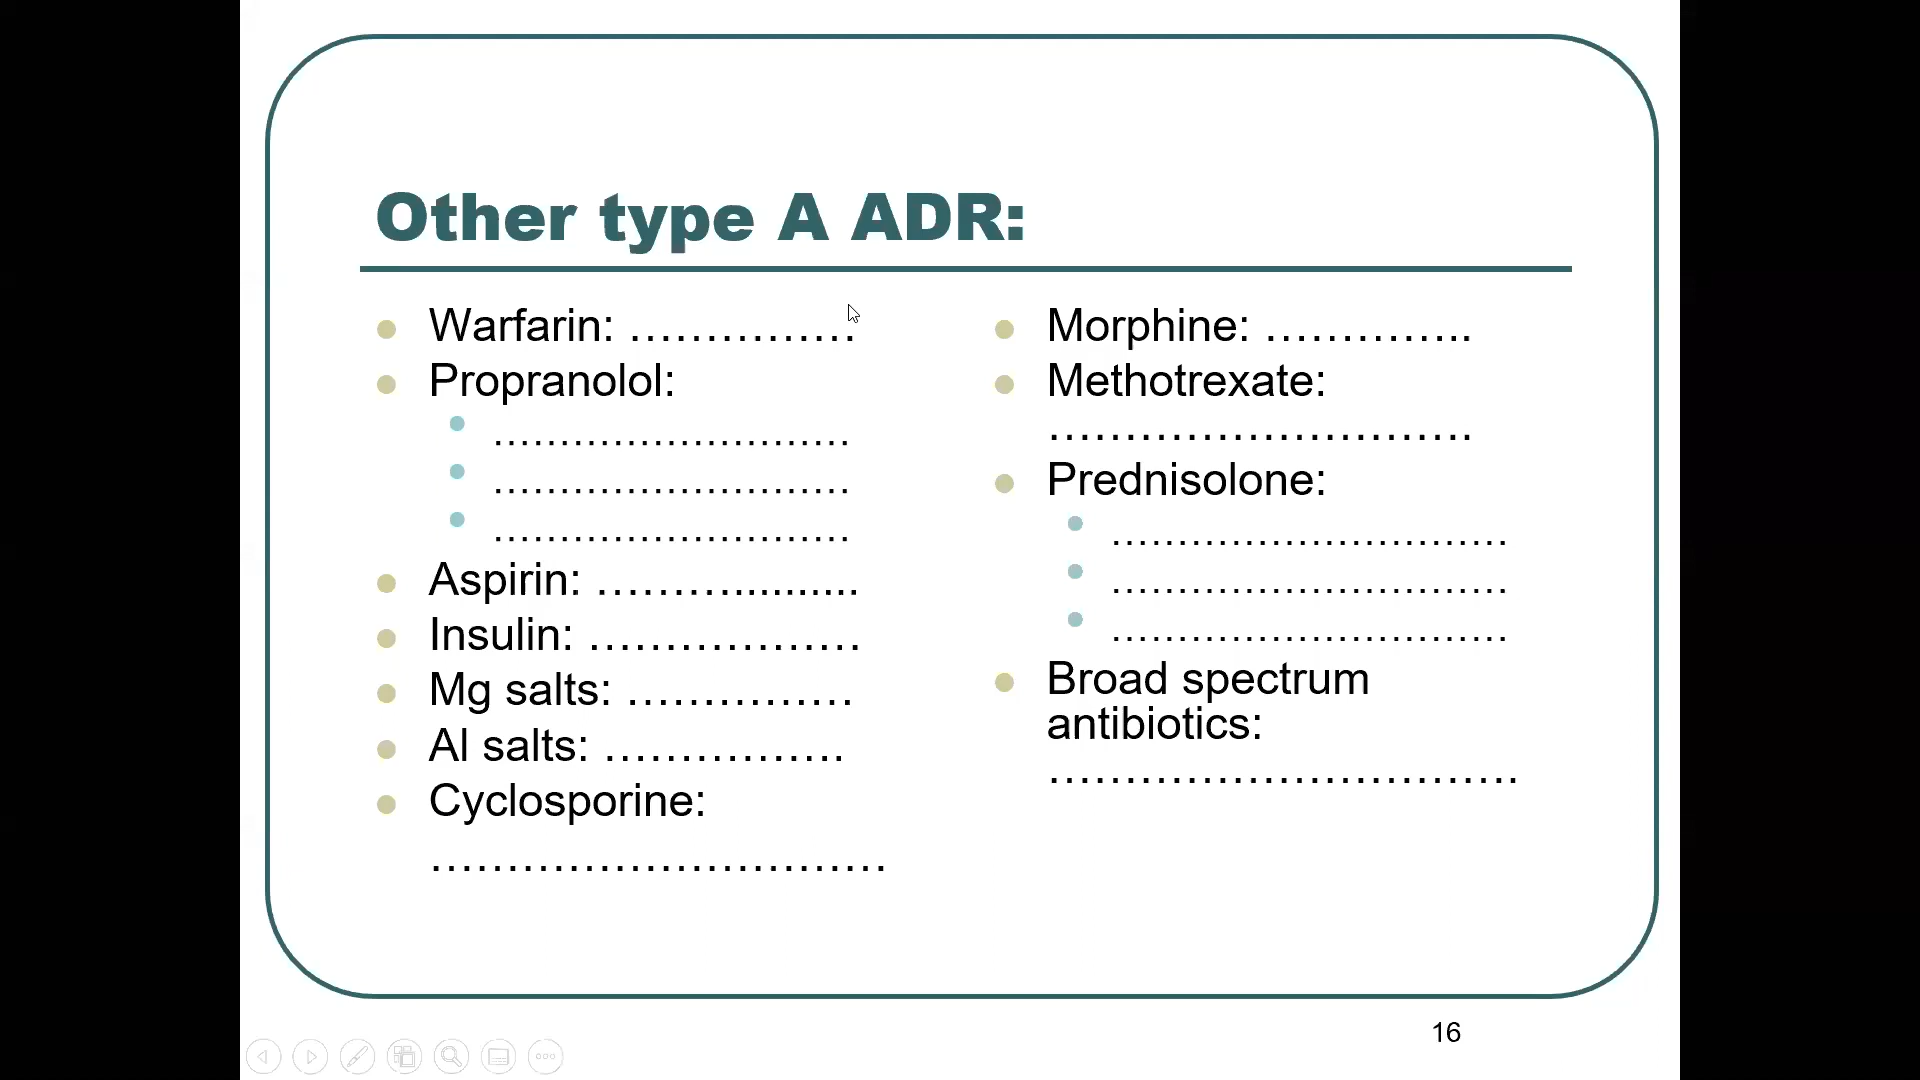 Other type A ADR:
Warfarin: ……………
Propranolol:
………………………
………………………
………………………
Aspirin: ………..........
Insulin: ………………
Mg salts: ……………
Al salts: …………….
Cyclosporine:
…………………………
Morphine: …………..
Methotrexate:
……………………….
Prednisolone:
…………………………
…………………………
…………………………
Broad spectrum
antibiotics:
………………………….
16